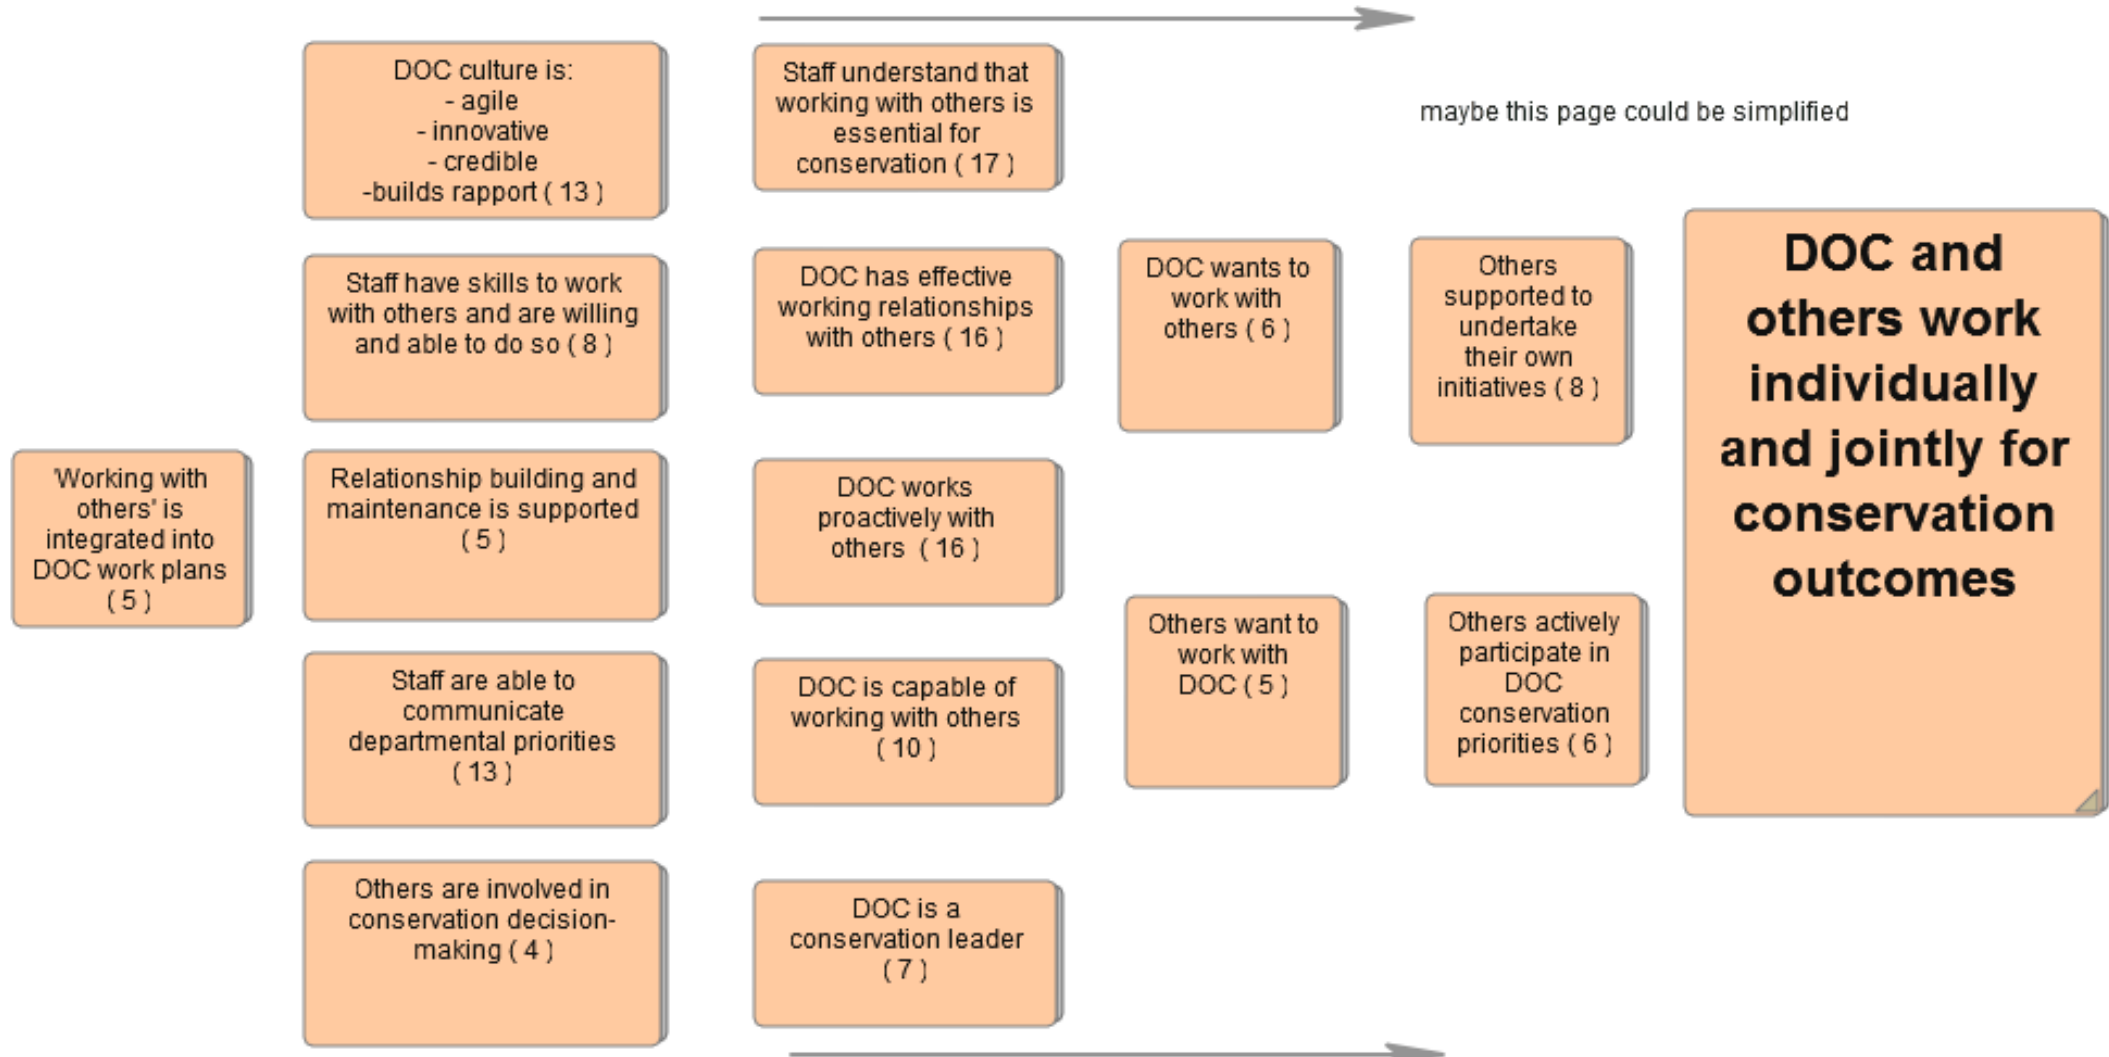 DOC culture is:
- agile
- innovative
- credible
-builds rapport ( 13 )
Staff understand that
working with others is
essential for
conservation ( 17 )
maybe this page could be simplified
Staff have skills to work
with others and are willing
and able to do so ( 8 )
DOC has effective
working relationships
with others ( 16 )
DOC wants to
work with
others ( 6 )
Others
supported to
undertake
their own
initiatives ( 8 )
DOC and
others work
individually
and jointly for
conservation
outcomes
'Working with
others' is
integrated into
DOC work plans
( 5 )
Relationship building and
maintenance is supported
( 5 )
DOC works
proactively with
others ( 16 )
Others want to
work with
DOC ( 5 )
Others actively
participate in
DOC
conservation
priorities ( 6 )
Staff are able to
communicate
departmental priorities
( 13 )
DOC is capable of
working with others
( 10 )
Others are involved in
conservation decision-
making ( 4 )
DOC is a
conservation leader
( 7 )